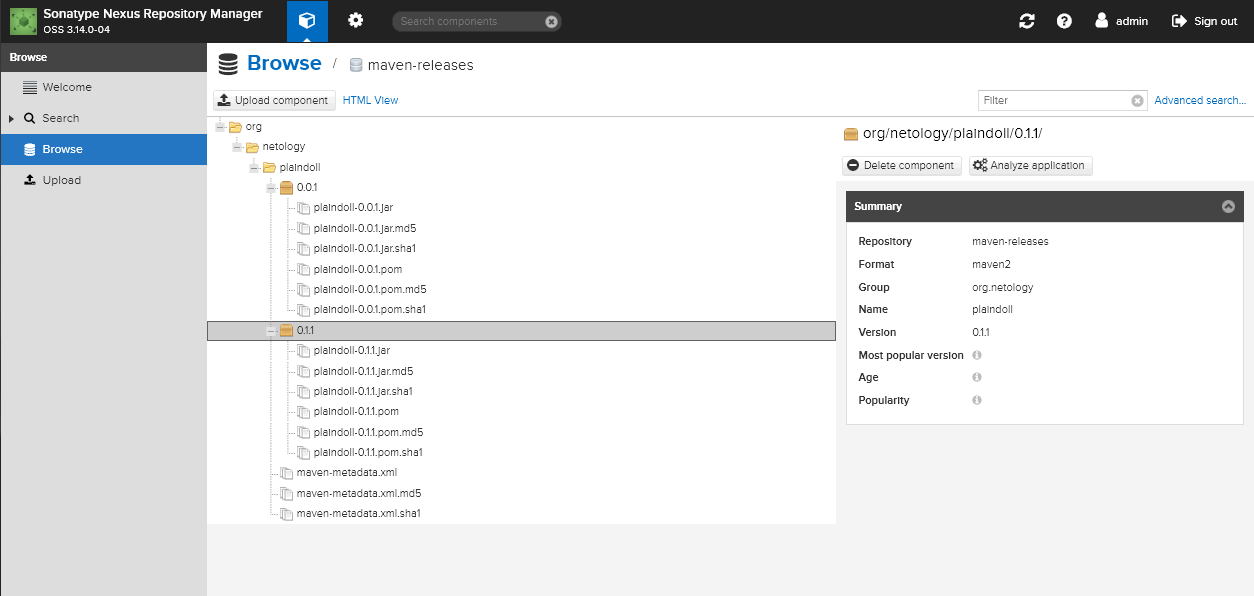 Sonatype Nexus Repository Manager
OSS 3.14.0-04
Search components
admin
Sign out
Browse
Welcome
Search
Browse
Upload
Browse / maven-releases
Upload component HTML View
Filter
Advanced search...
org
netology
plaindoll
0.0.1
plaindoll-0.0.1.jar
plaindoll-0.0.1.jar.md5
plaindoll-0.0.1.jar.sha1
plaindoll-0.0.1.pom
plaindoll-0.0.1.pom.md5
plaindoll-0.0.1.pom.sha1
0.1.1
plaindoll-0.1.1.jar
plaindoll-0.1.1.jar.md5
plaindoll-0.1.1.jar.sha1
plaindoll-0.1.1.pom
plaindoll-0.1.1.pom.md5
plaindoll-0.1.1.pom.sha1
maven-metadata.xml
maven-metadata.xml.md5
maven-metadata.xml.sha1
org/netology/plaindoll/0.1.1/
Delete component Analyze application
Summary
Repository maven-releases
Format maven2
Group org.netology
Name plaindoll
Version 0.1.1
Most popular version
Age
Popularity